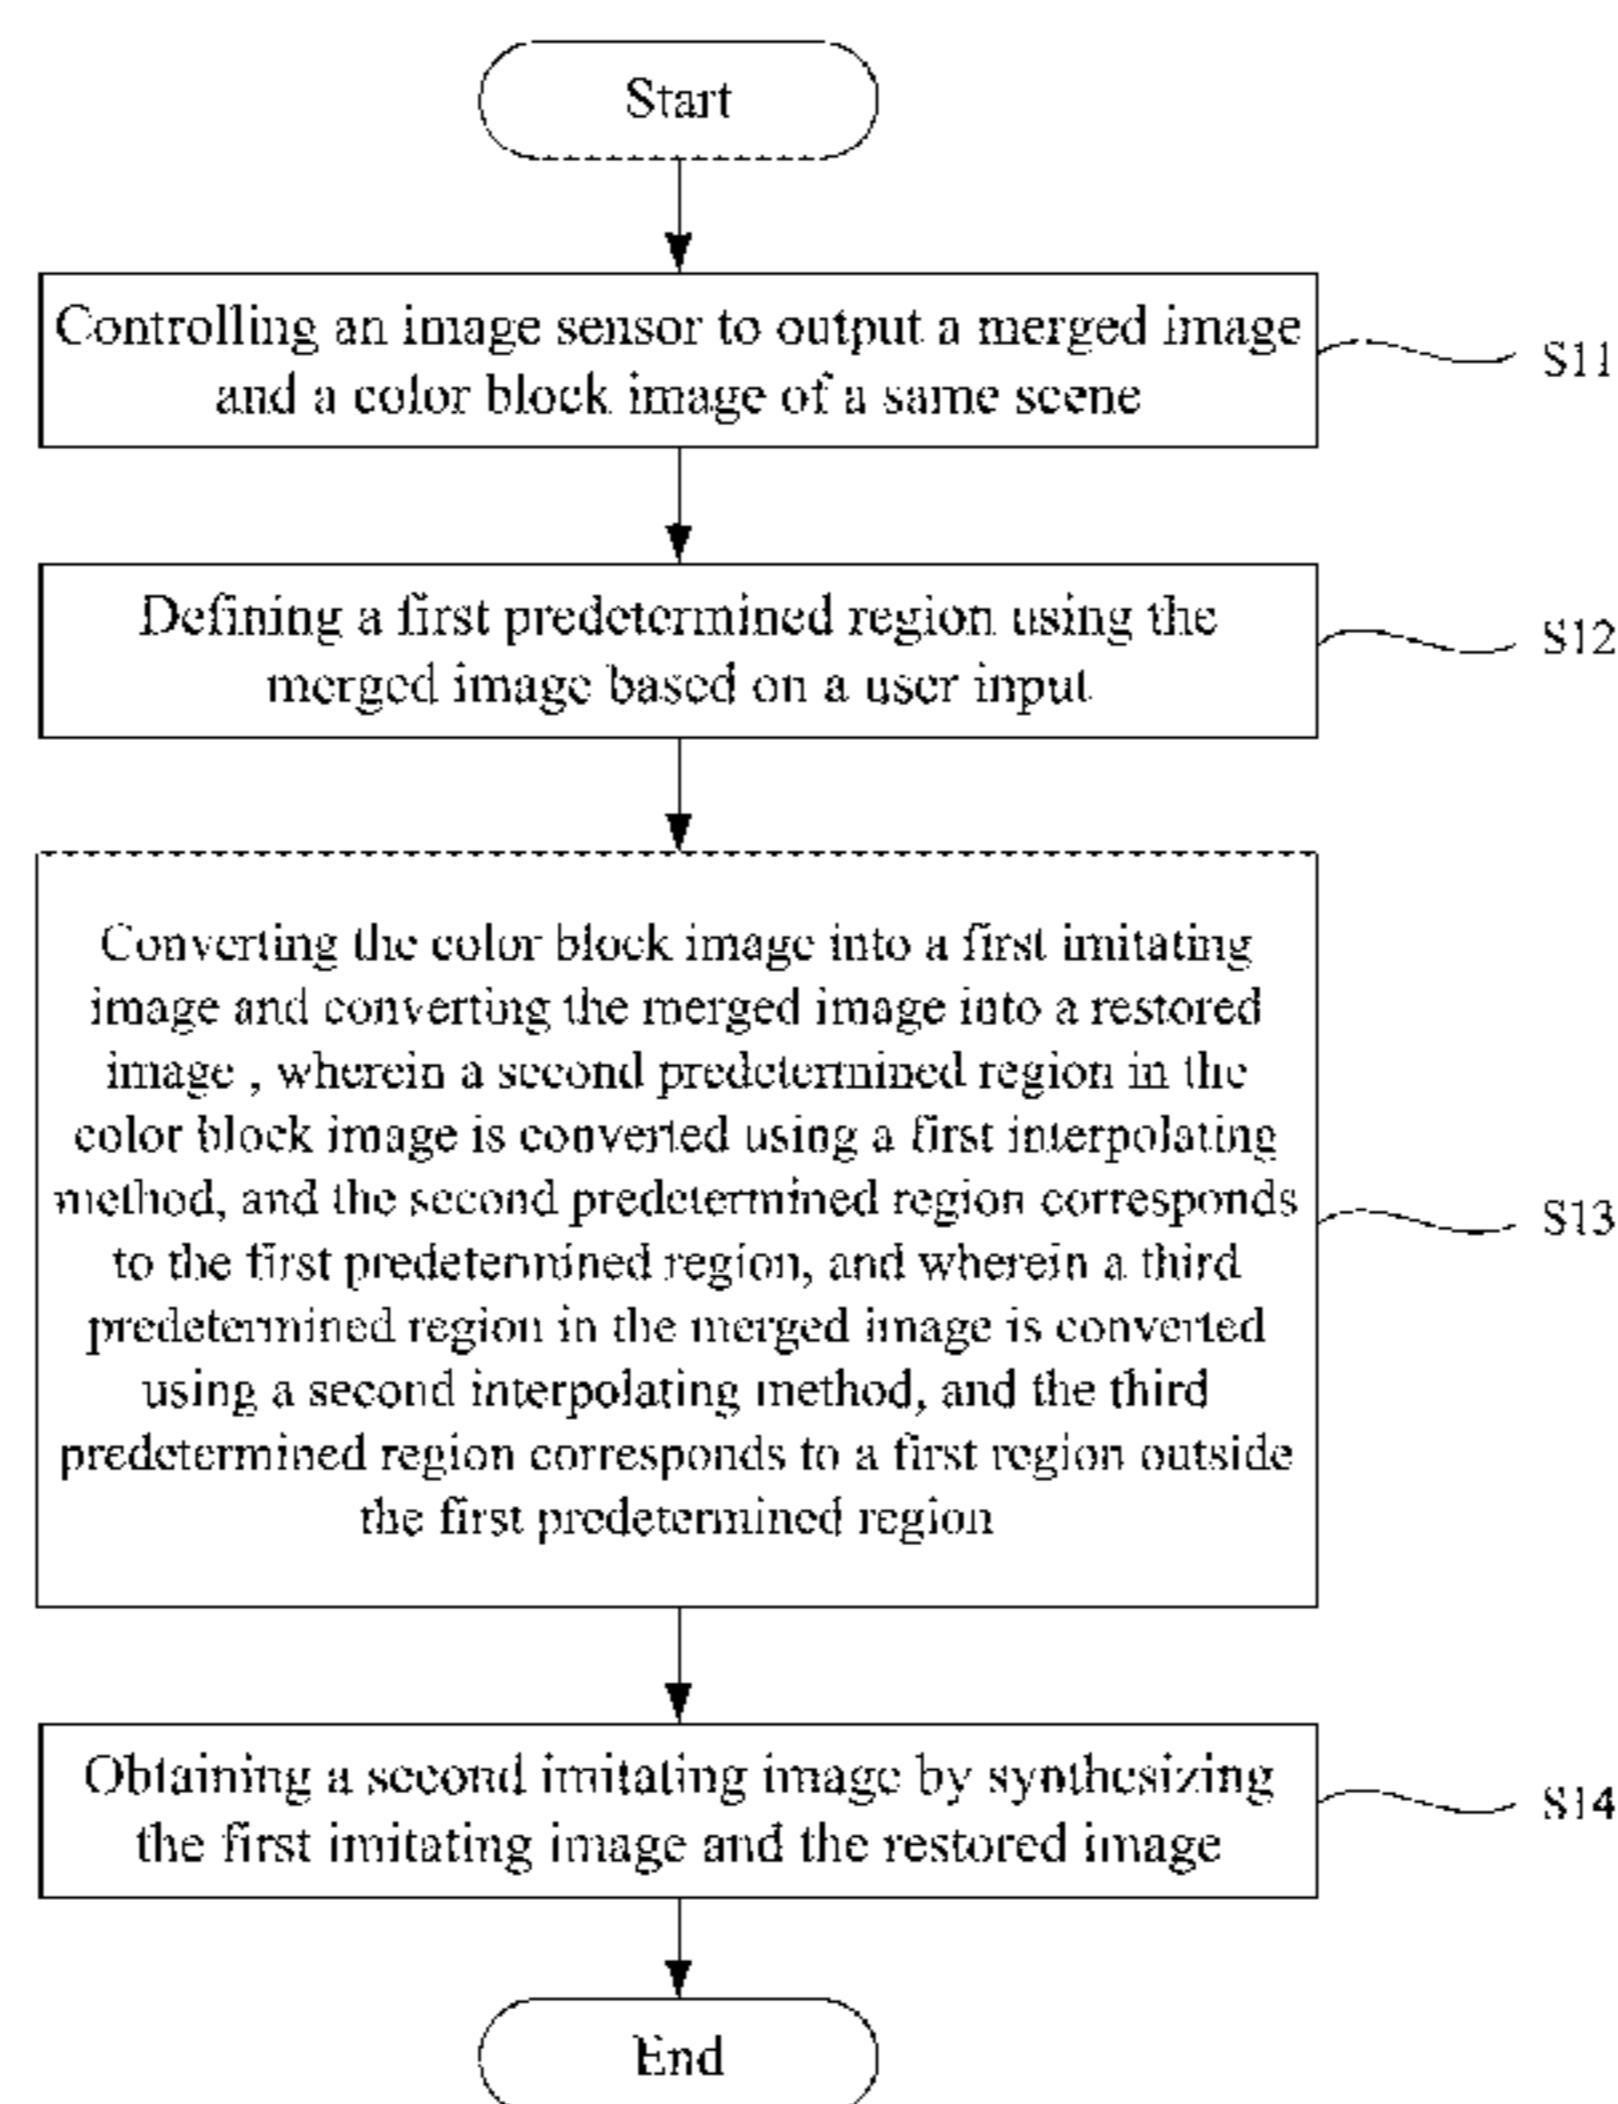 Start
Controlling an image sensor to output a merged image
and a color block image of a same scene
S11
Defining a first predetermined region using the
merged image based on a user input
S12
Converting the color block image into a first imitating
image and converting the merged image into a restored
image , wherein a second predetermined region in the
color block image is converted using a first interpolating
method, and the second predetermined region corresponds
to the first predetermined region, and wherein a third
predetermined region in the merged image is converted
using a second interpolating method, and the third
predetermined region corresponds to a first region outside
the first predetermined region
S13
Obtaining a second imitating image by synthesizing
the first imitating image and the restored image
S14
End